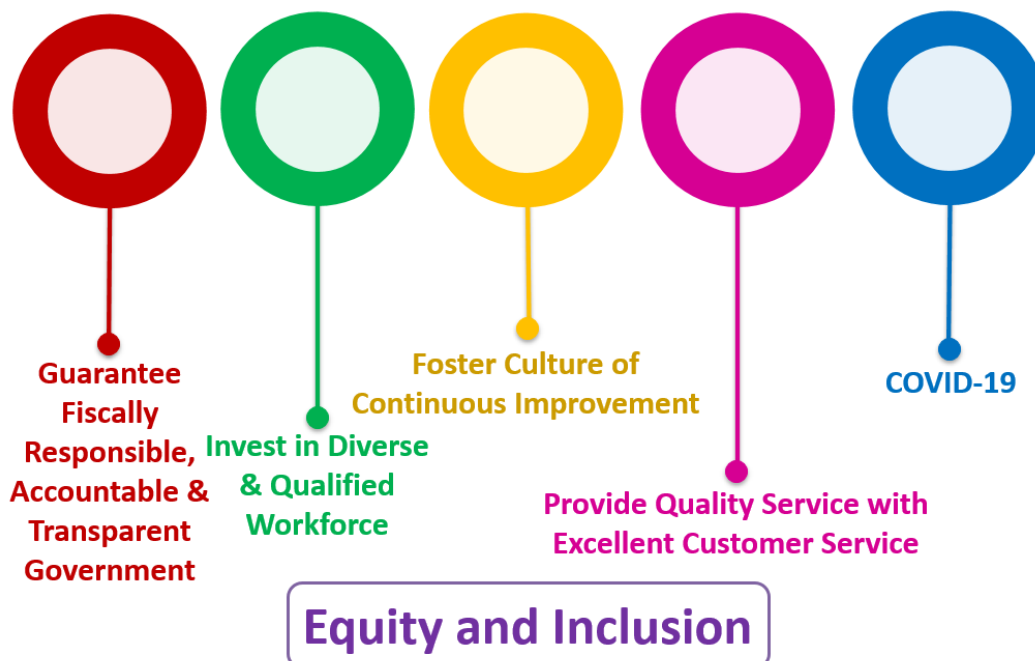 Guarantee
Fiscally
Responsible,
Accountable &
Transparent
Government
Invest in Diverse
& Qualified
Workforce
Foster Culture of
Continuous Improvement
Provide Quality Service with
Excellent Customer Service
COVID-19
Equity and Inclusion